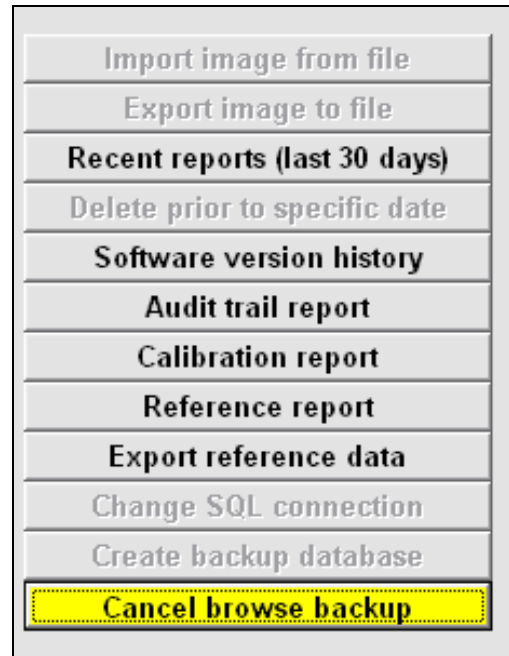 Import image from file
Export image to file
Recent reports (last 30 days)
Delete prior to specific date
Software version history
Audit trail report
Calibration report
Reference report
Export reference data
Change SQL connection
Create backup database
Cancel browse backup